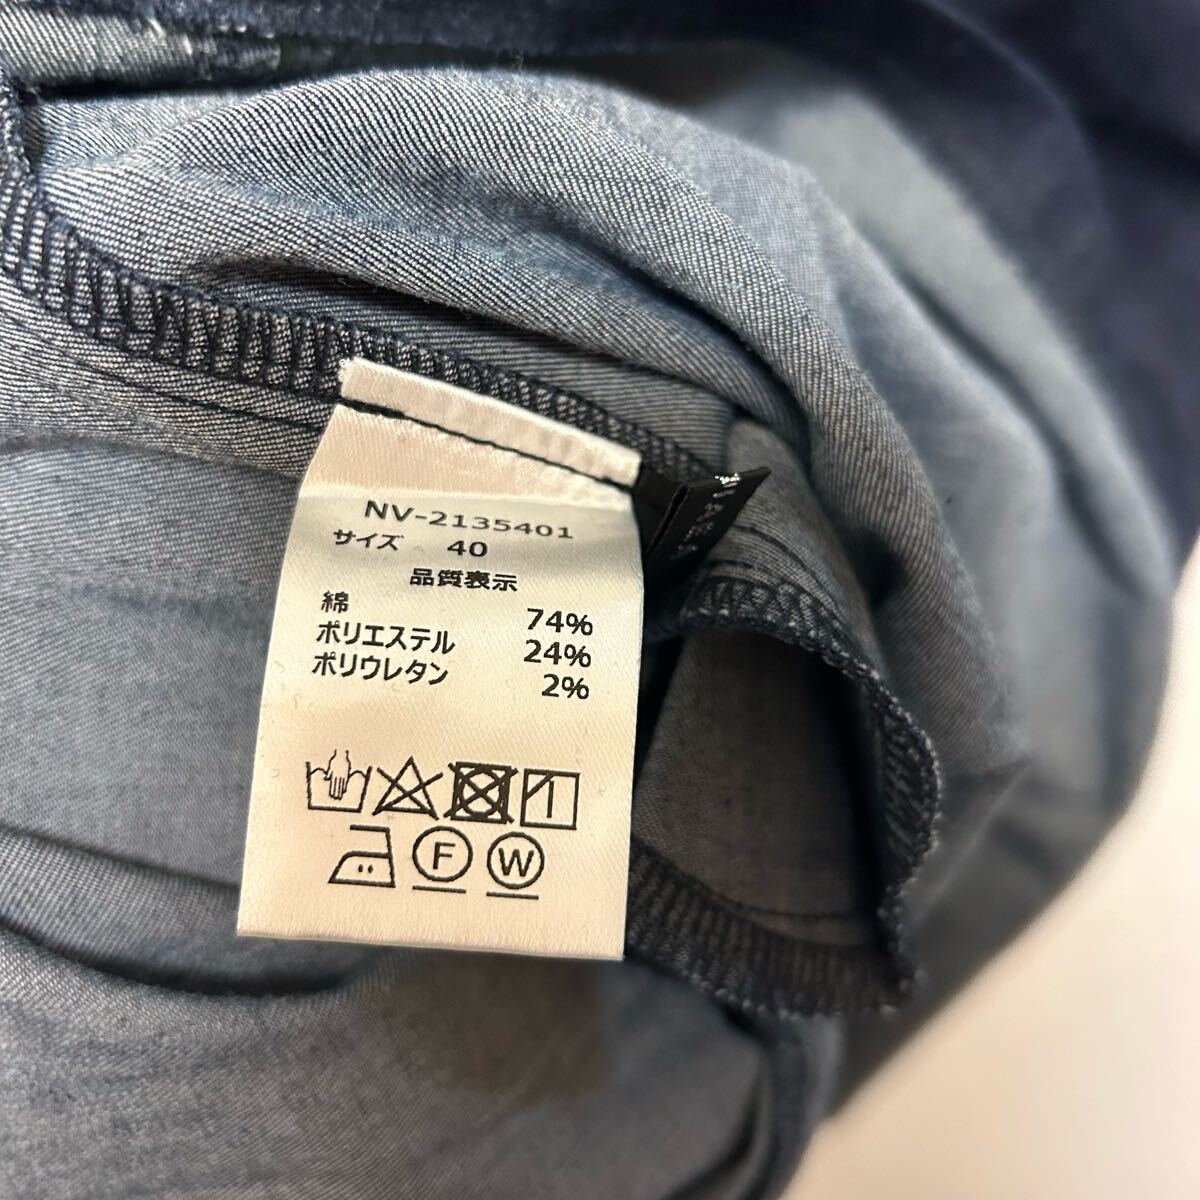 NV-2135401
サイズ 40
品質表示
綿 74%
ポリエステル 24%
ポリウレタン 2%
F W